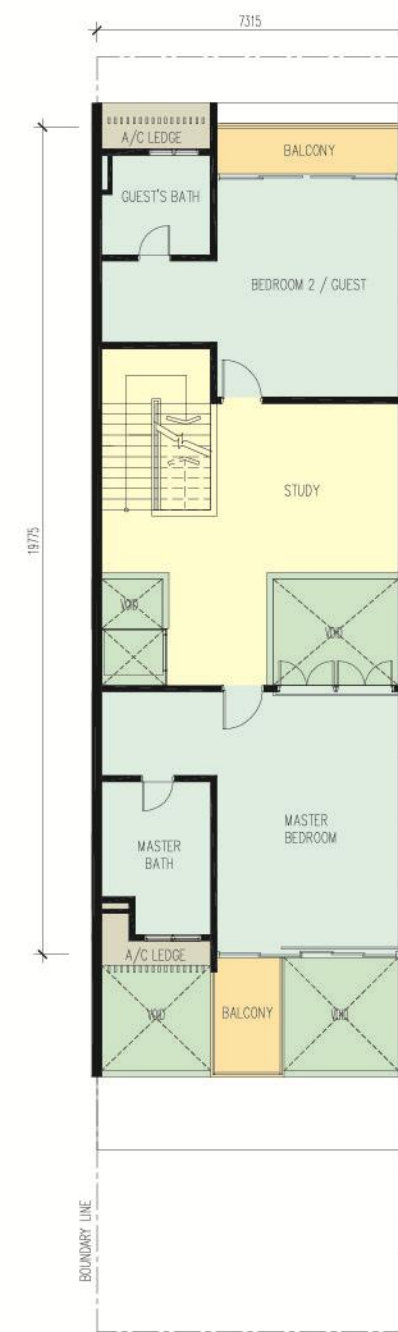 7315
A/C LEDGE
BALCONY
GUEST'S BATH
BEDROOM 2 / GUEST
STUDY
19775
VOID
VOID
MASTER
BEDROOM
MASTER
BATH
A/C LEDGE
VOID
BALCONY
VOID
BOUNDARY LINE